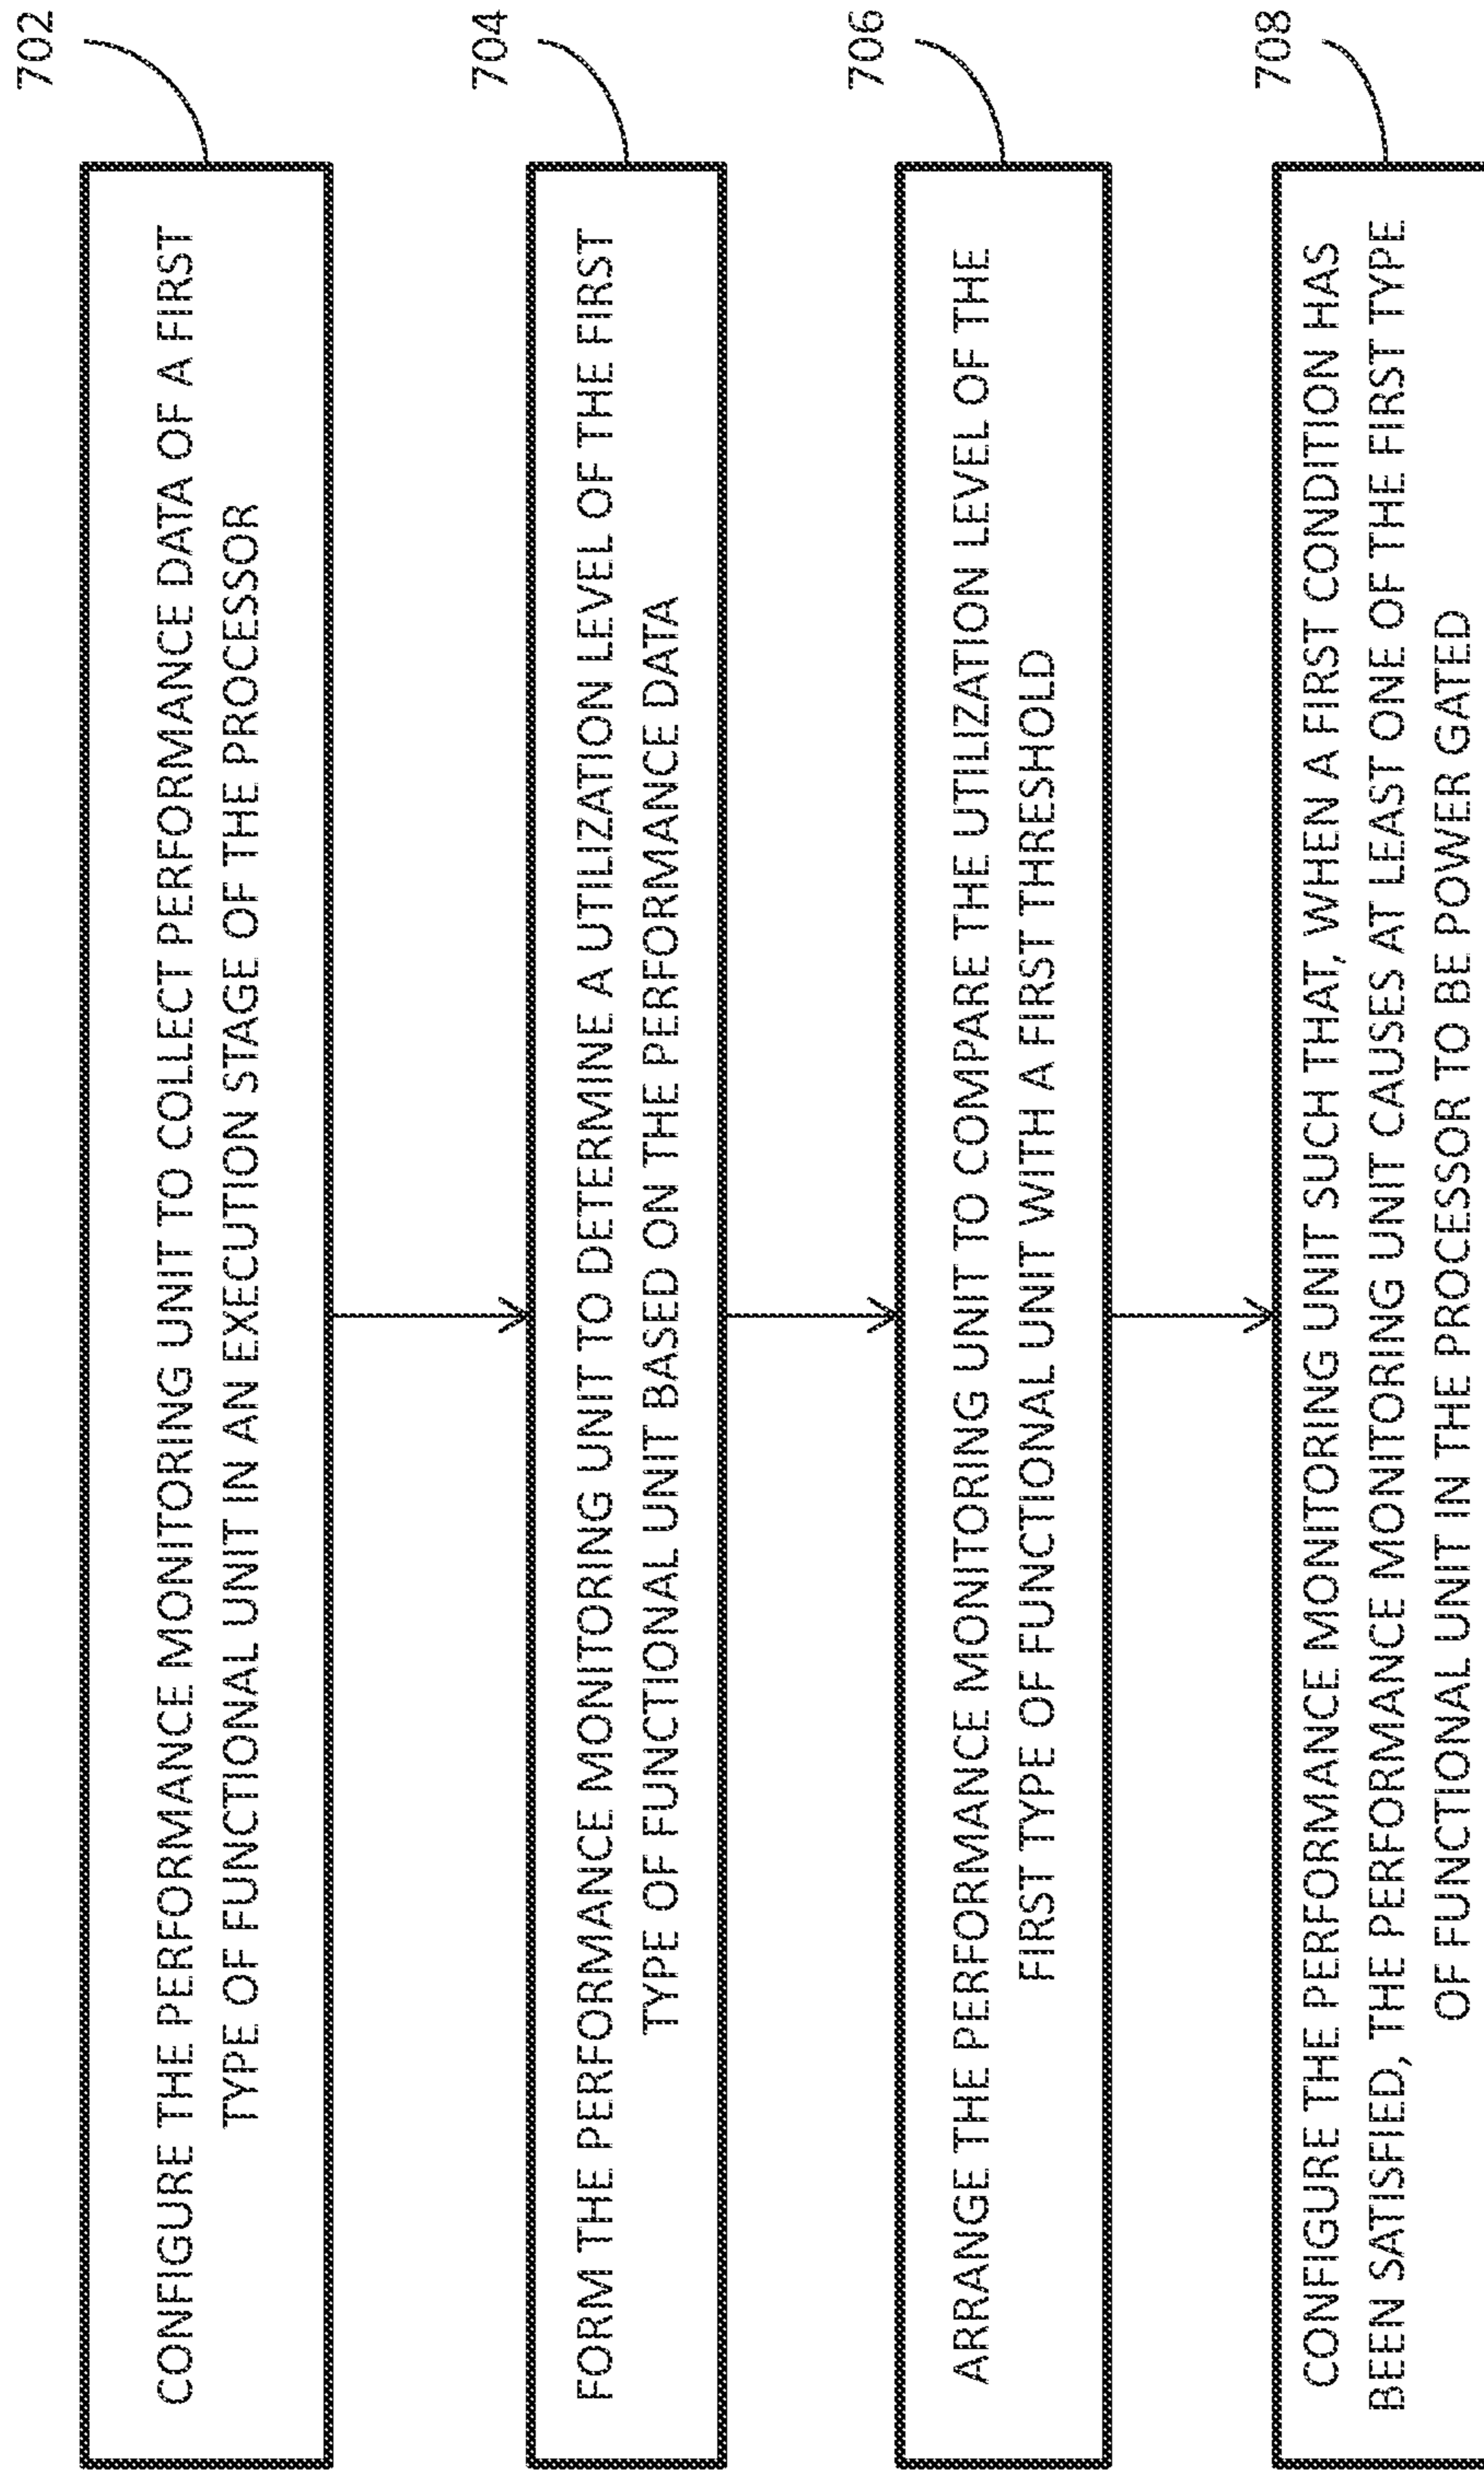 702
CONFIGURE THE PERFORMANCE MONITORING UNIT TO COLLECT PERFORMANCE DATA OF A FIRST
TYPE OF FUNCTIONAL UNIT IN AN EXECUTION STAGE OF THE PROCESSOR
704
FORM THE PERFORMANCE MONITORING UNIT TO DETERMINE A UTILIZATION LEVEL OF THE FIRST
TYPE OF FUNCTIONAL UNIT BASED ON THE PERFORMANCE DATA
706
ARRANGE THE PERFORMANCE MONITORING UNIT TO COMPARE THE UTILIZATION LEVEL OF THE
FIRST TYPE OF FUNCTIONAL UNIT WITH A FIRST THRESHOLD
708
CONFIGURE THE PERFORMANCE MONITORING UNIT SUCH THAT, WHEN A FIRST CONDITION HAS
BEEN SATISFIED, THE PERFORMANCE MONITORING UNIT CAUSES AT LEAST ONE OF THE FIRST TYPE
OF FUNCTIONAL UNIT IN THE PROCESSOR TO BE POWER GATED